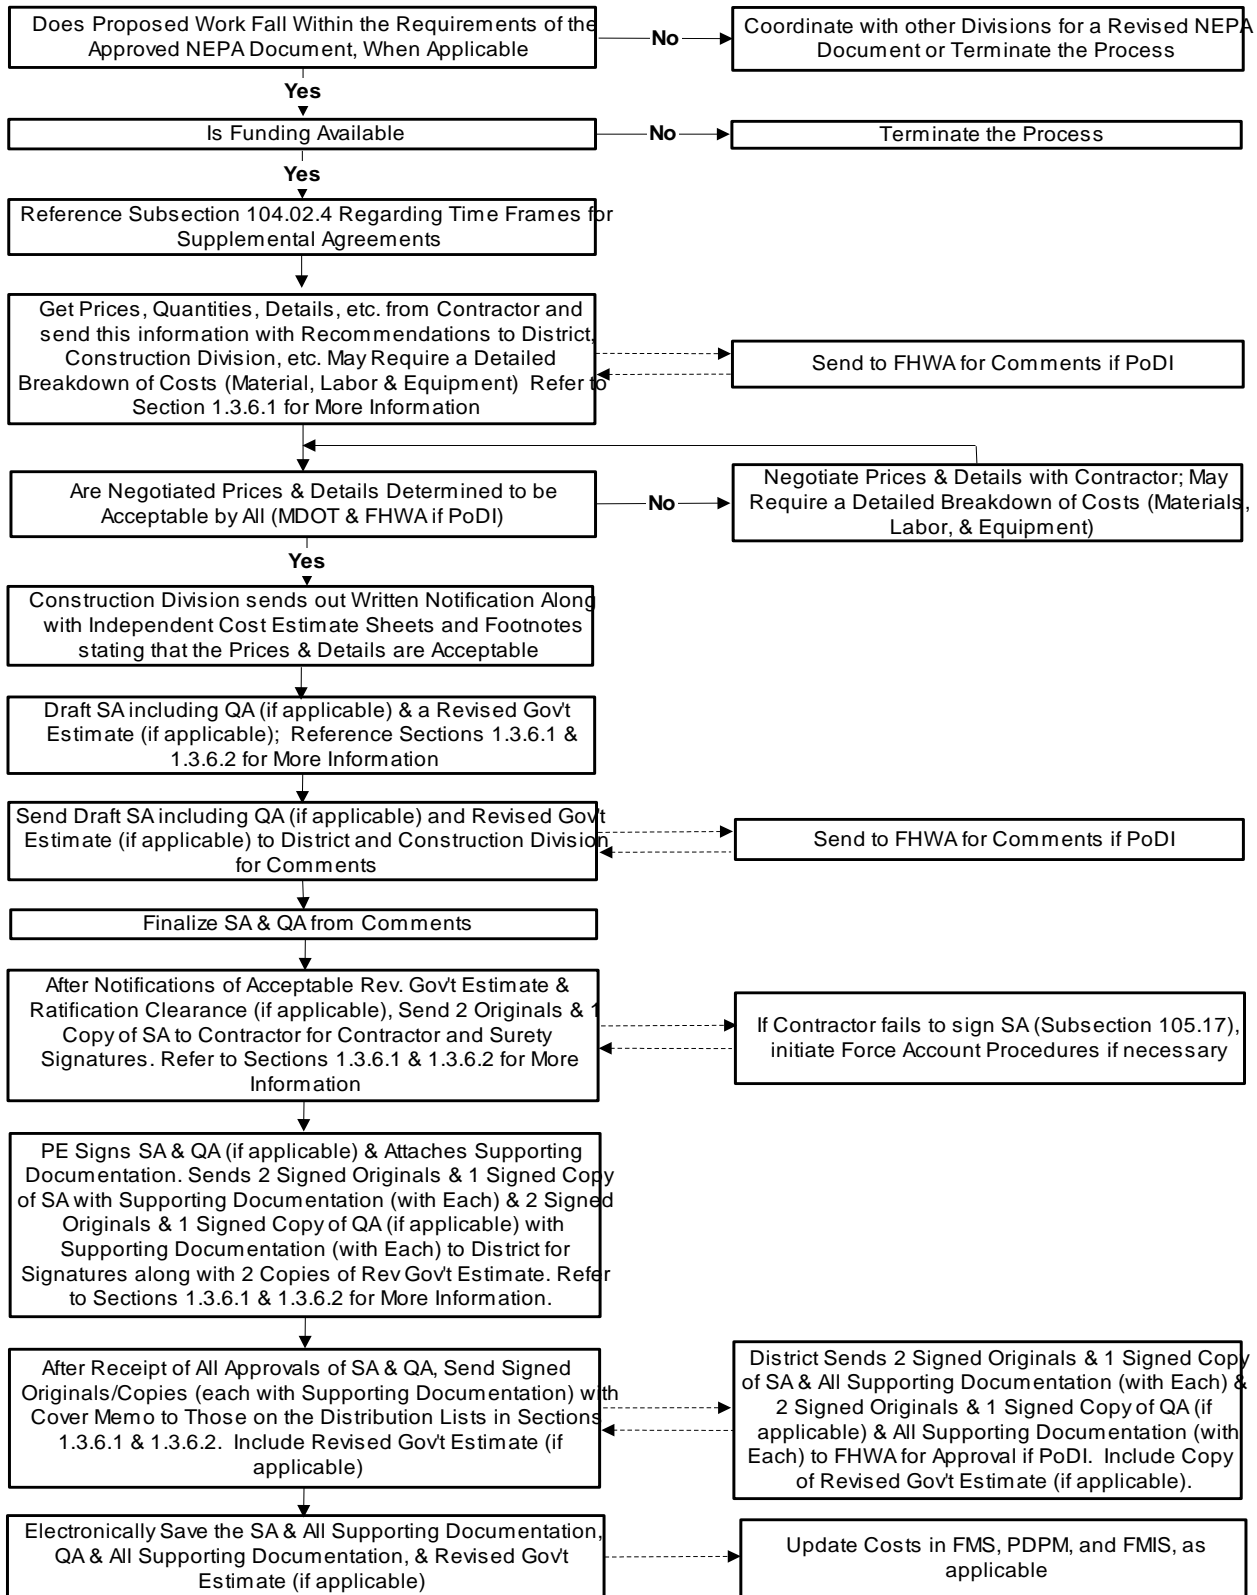 Does Proposed Work Fall Within the Requirements of the
Approved NEPA Document, When Applicable
No
Coordinate with other Divisions for a Revised NEPA
Document or Terminate the Process
Yes
Is Funding Available
No
Terminate the Process
Yes
Reference Subsection 104.02.4 Regarding Time Frames for
Supplemental Agreements
Get Prices, Quantities, Details, etc. from Contractor and
send this information with Recommendations to District,
Construction Division, etc. May Require a Detailed
Breakdown of Costs (Material, Labor & Equipment) Refer to
Section 1.3.6.1 for More Information
Send to FHWA for Comments if PoDI
Are Negotiated Prices & Details Determined to be
Acceptable by All (MDOT & FHWA if PoDI)
No
Negotiate Prices & Details with Contractor; May
Require a Detailed Breakdown of Costs (Materials,
Labor, & Equipment)
Yes
Construction Division sends out Written Notification Along
with Independent Cost Estimate Sheets and Footnotes
stating that the Prices & Details are Acceptable
Draft SA including QA (if applicable) & a Revised Gov't
Estimate (if applicable); Reference Sections 1.3.6.1 &
1.3.6.2 for More Information
Send Draft SA including QA (if applicable) and Revised Gov't
Estimate (if applicable) to District and Construction Division
for Comments
Send to FHWA for Comments if PoDI
Finalize SA & QA from Comments
After Notifications of Acceptable Rev. Gov't Estimate &
Ratification Clearance (if applicable), Send 2 Originals & 1
Copy of SA to Contractor for Contractor and Surety
Signatures. Refer to Sections 1.3.6.1 & 1.3.6.2 for More
Information
If Contractor fails to sign SA (Subsection 105.17),
initiate Force Account Procedures if necessary
PE Signs SA & QA (if applicable) & Attaches Supporting
Documentation. Sends 2 Signed Originals & 1 Signed Copy
of SA with Supporting Documentation (with Each) & 2 Signed
Originals & 1 Signed Copy of QA (if applicable) with
Supporting Documentation (with Each) to District for
Signatures along with 2 Copies of Rev Gov't Estimate. Refer
to Sections 1.3.6.1 & 1.3.6.2 for More Information.
After Receipt of All Approvals of SA & QA, Send Signed
Originals/Copies (each with Supporting Documentation) with
Cover Memo to Those on the Distribution Lists in Sections
1.3.6.1 & 1.3.6.2. Include Revised Gov't Estimate (if
applicable)
District Sends 2 Signed Originals & 1 Signed Copy
of SA & All Supporting Documentation (with Each) &
2 Signed Originals & 1 Signed Copy of QA (if
applicable) & All Supporting Documentation (with
Each) to FHWA for Approval if PoDI. Include Copy
of Revised Gov't Estimate (if applicable).
Electronically Save the SA & All Supporting Documentation,
QA & All Supporting Documentation, & Revised Gov't
Estimate (if applicable)
Update Costs in FMS, PDPM, and FMIS, as
applicable